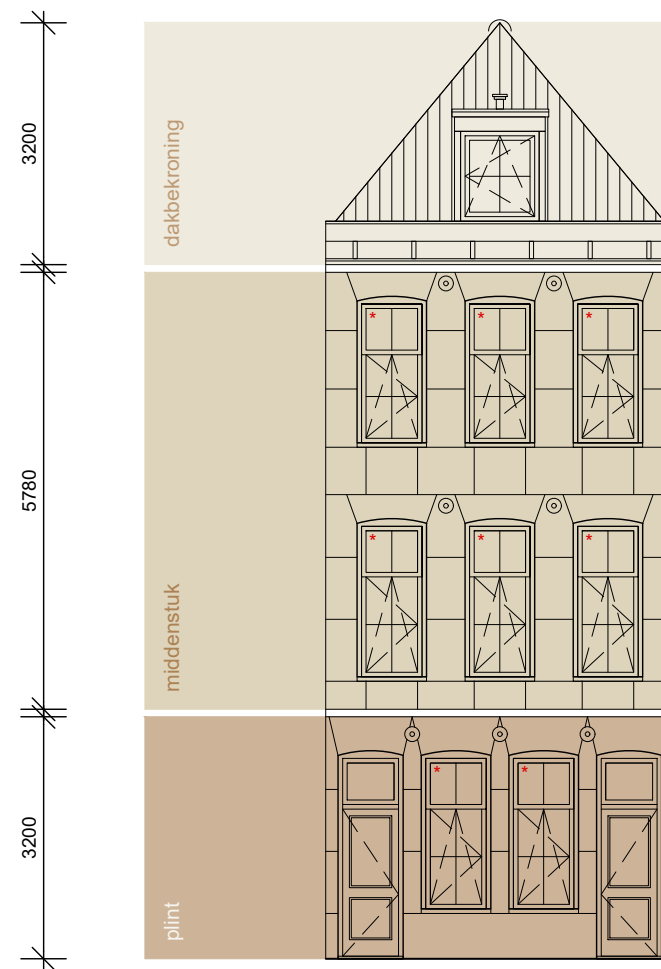 3200
dakbekroning
5780
middenstuk
3200
plint
* * *
* * *
* *